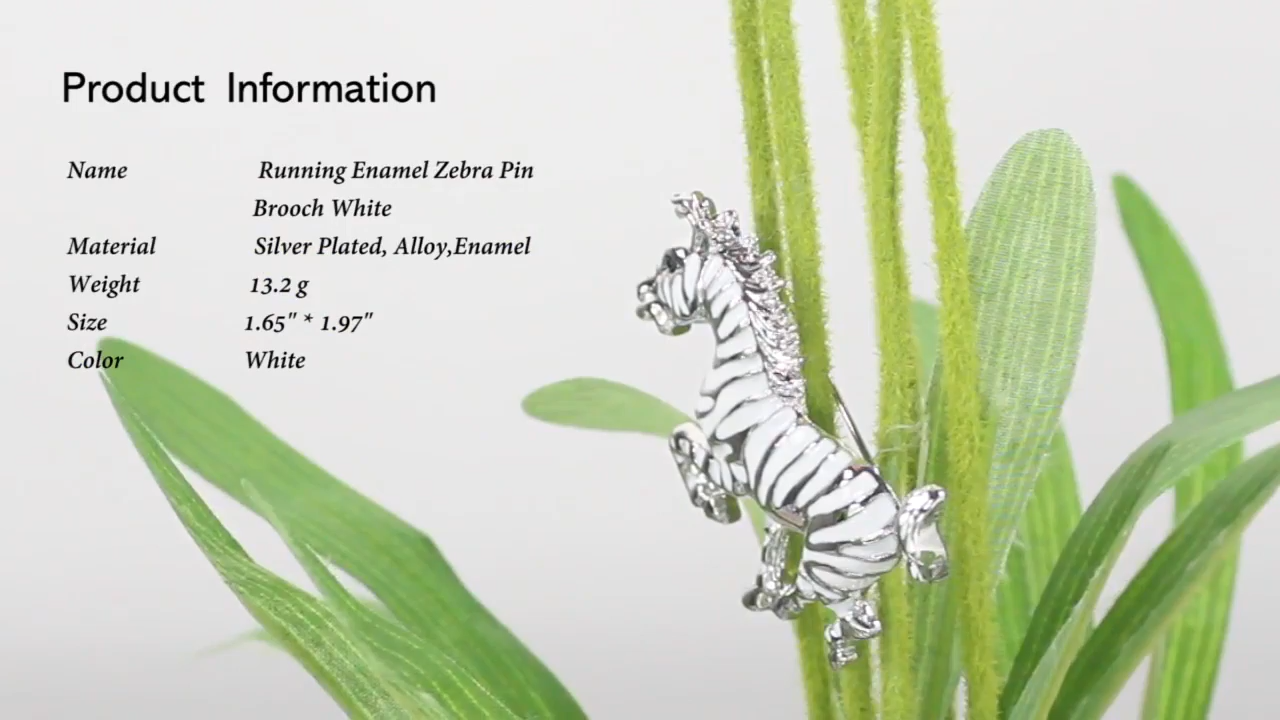 Product Information
Name Running Enamel Zebra Pin
Brooch White
Material Silver Plated, Alloy,Enamel
Weight 13.2 g
Size 1.65" * 1.97"
Color White